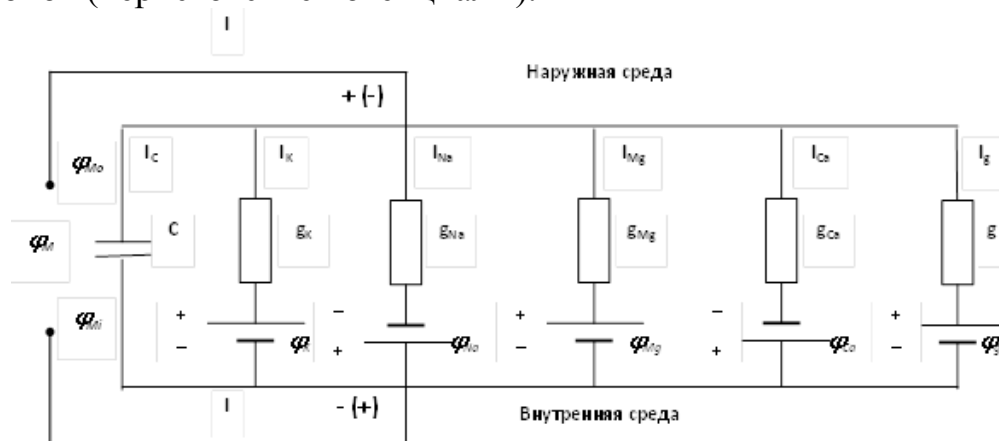 I
Наружная среда
+ (-)
φMo
IC
IK
INa
IMg
ICa
Ig
φM
C
gK
gNa
gMg
gCa
g
φMi
+ − + − +
− + − + −
φK
φNa
φMg
φCa
I
- (+)
Внутренняя среда